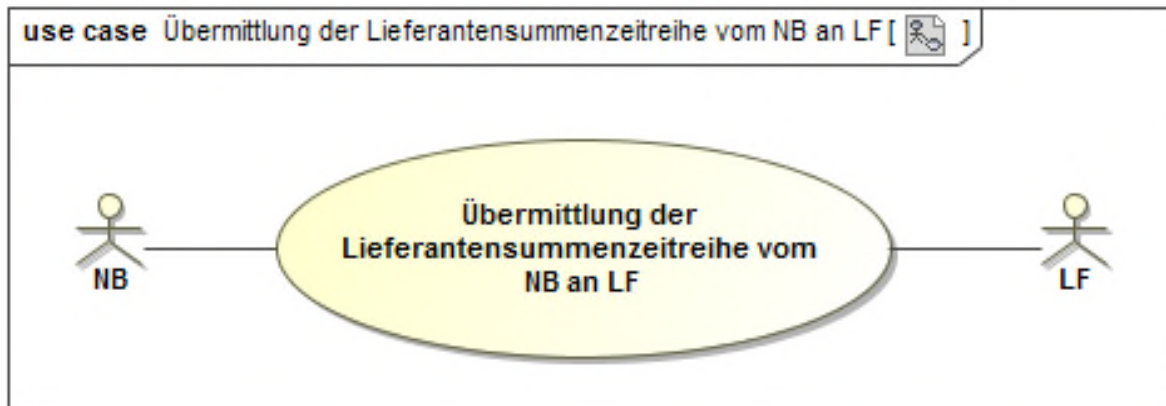 use case Übermittlung der Lieferantensummenzeitreihe vom NB an LF [ ]
Übermittlung der
Lieferantensummenzeitreihe vom
NB an LF
NB
LF